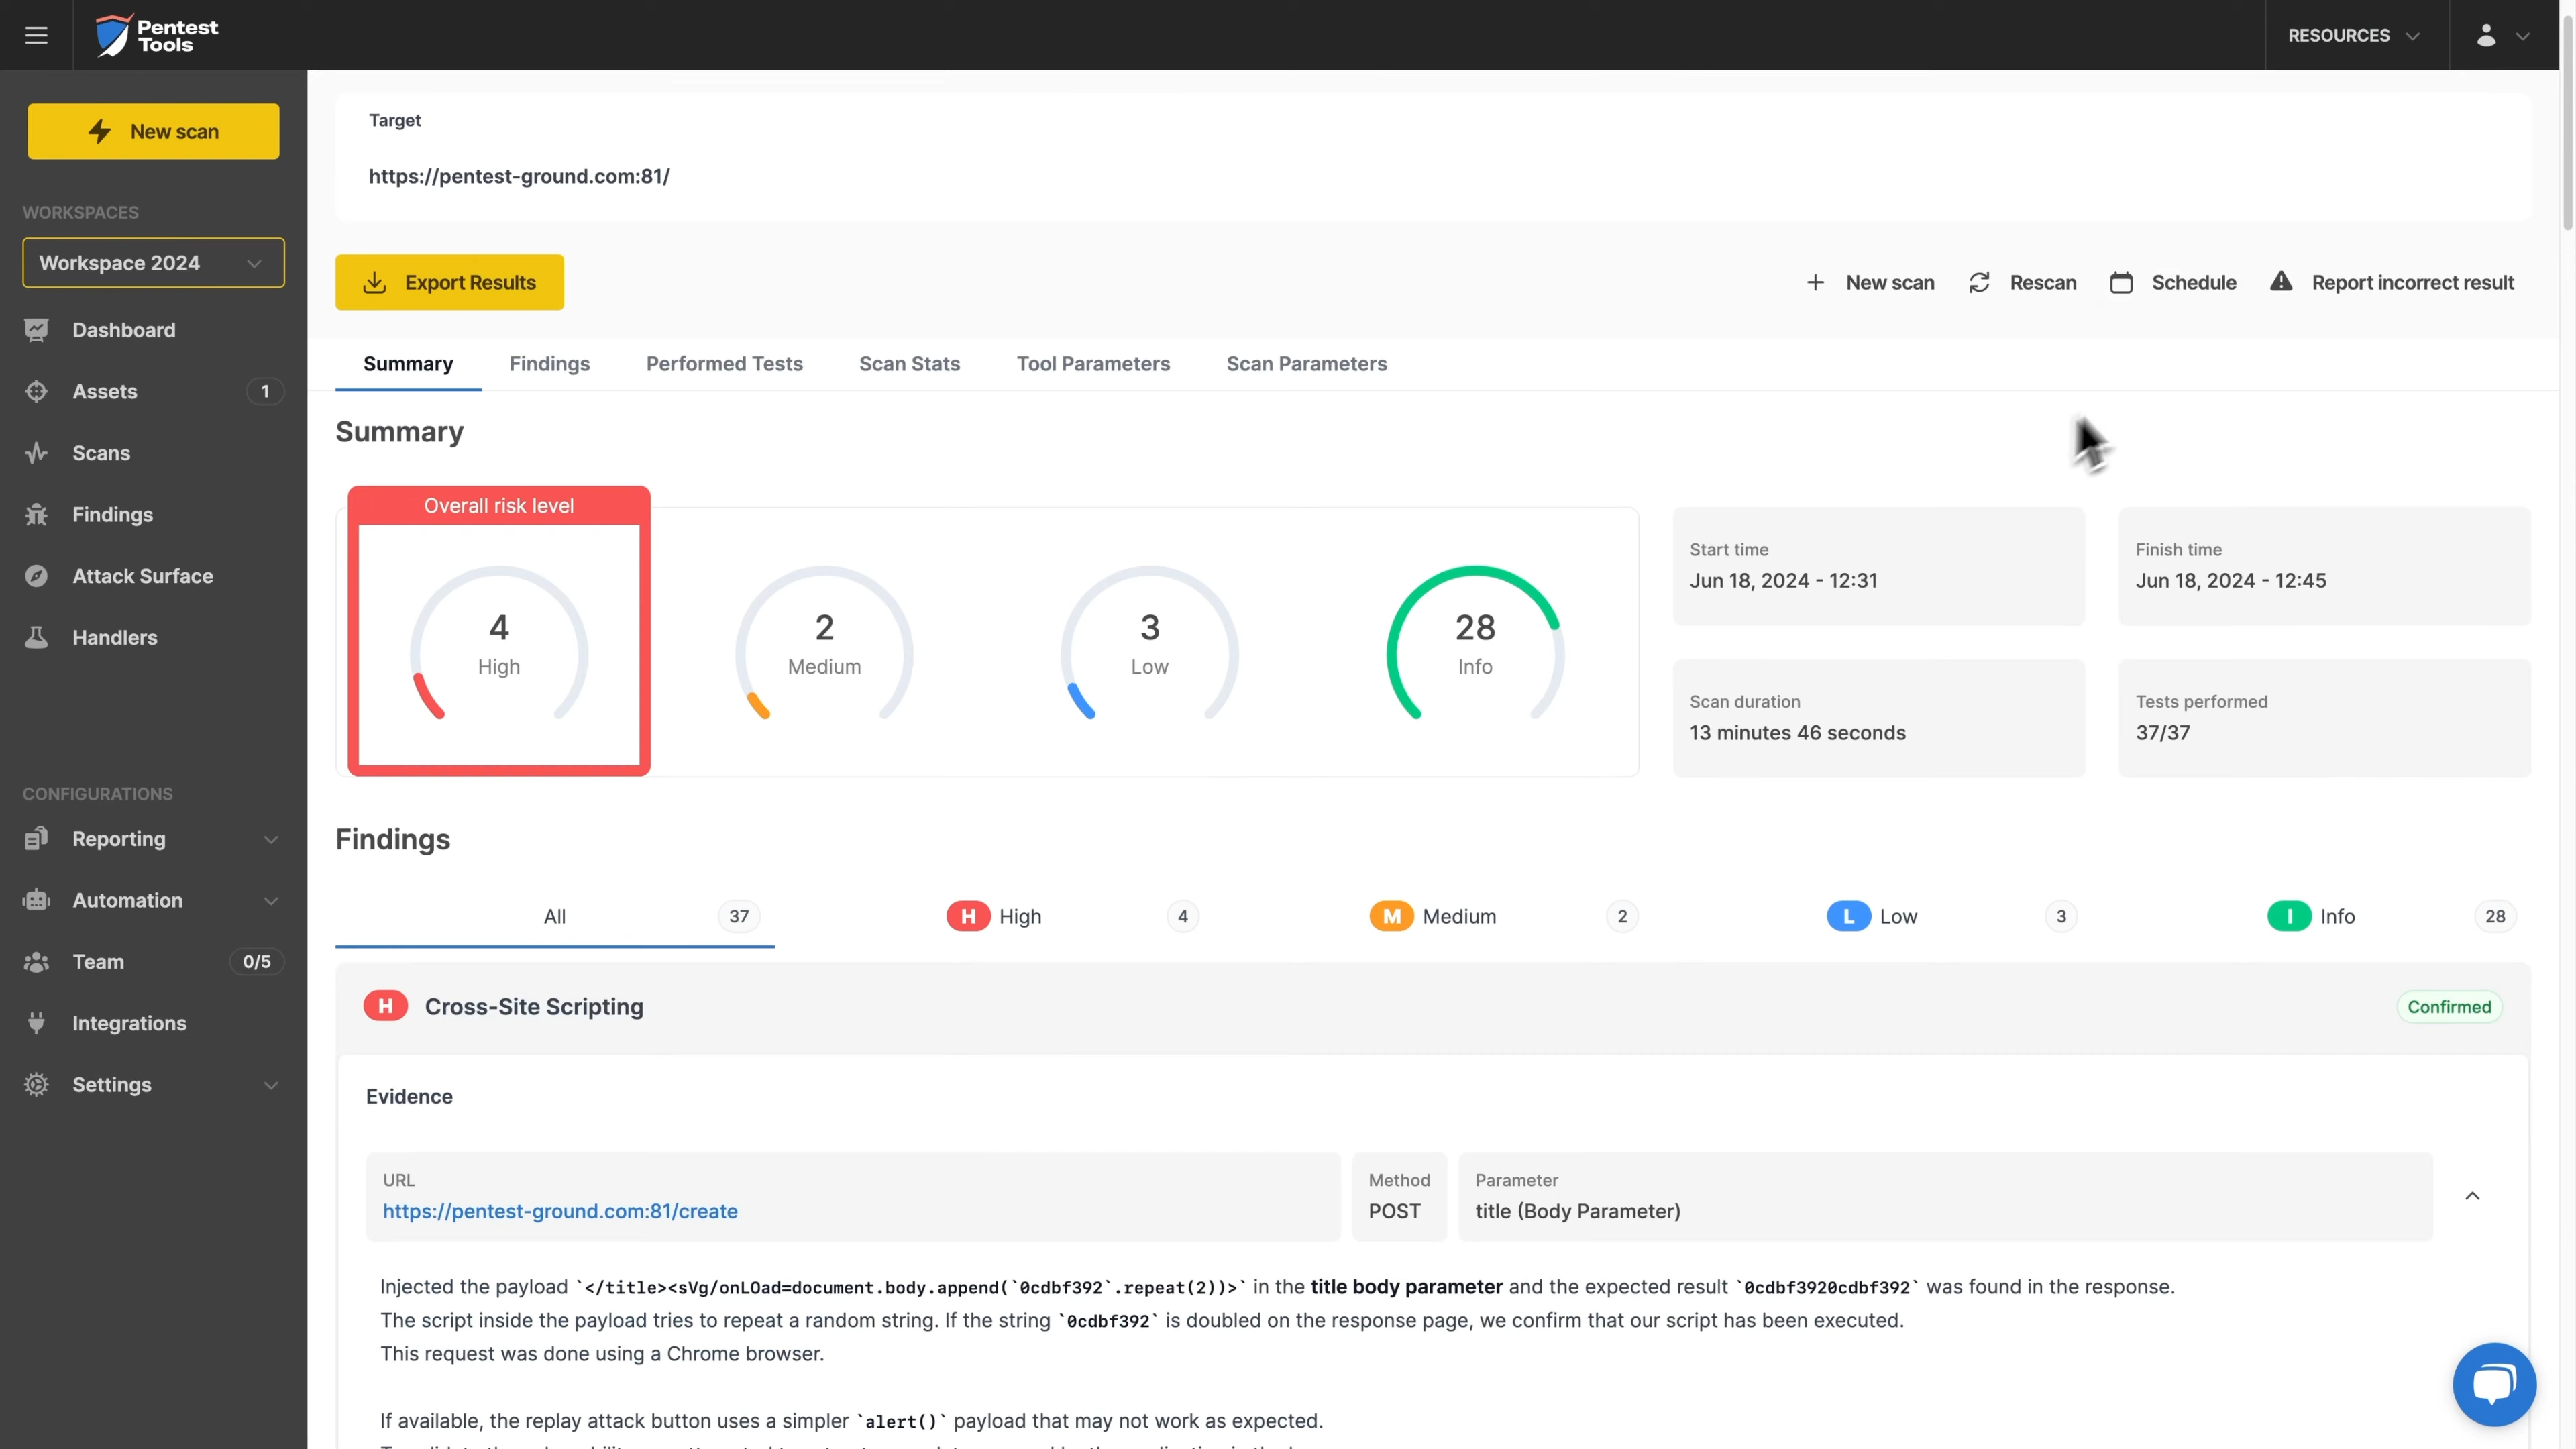 Pentest
Tools
RESOURCES
New scan
WORKSPACES
Workspace 2024
Dashboard
Assets 1
Scans
Findings
Attack Surface
Handlers
CONFIGURATIONS
Reporting
Automation
Team 0/5
Integrations
Settings
Target
https://pentest-ground.com:81/
Export Results
New scan Rescan Schedule Report incorrect result
Summary Findings Performed Tests Scan Stats Tool Parameters Scan Parameters
Summary
Overall risk level
4
High
2
Medium
3
Low
28
Info
Start time
Jun 18, 2024 - 12:31
Finish time
Jun 18, 2024 - 12:45
Scan duration
13 minutes 46 seconds
Tests performed
37/37
Findings
All 37 H High 4 M Medium 2 L Low 3 I Info 28
H Cross-Site Scripting Confirmed
Evidence
URL
https://pentest-ground.com:81/create
Method
POST
Parameter
title (Body Parameter)
Injected the payload `</title><sVg/onLOad=document.body.append(`0cdbf392`.repeat(2))>` in the title body parameter and the expected result `0cdbf3920cdbf392` was found in the response.
The script inside the payload tries to repeat a random string. If the string `0cdbf392` is doubled on the response page, we confirm that our script has been executed.
This request was done using a Chrome browser.
If available, the replay attack button uses a simpler `alert()` payload that may not work as expected.